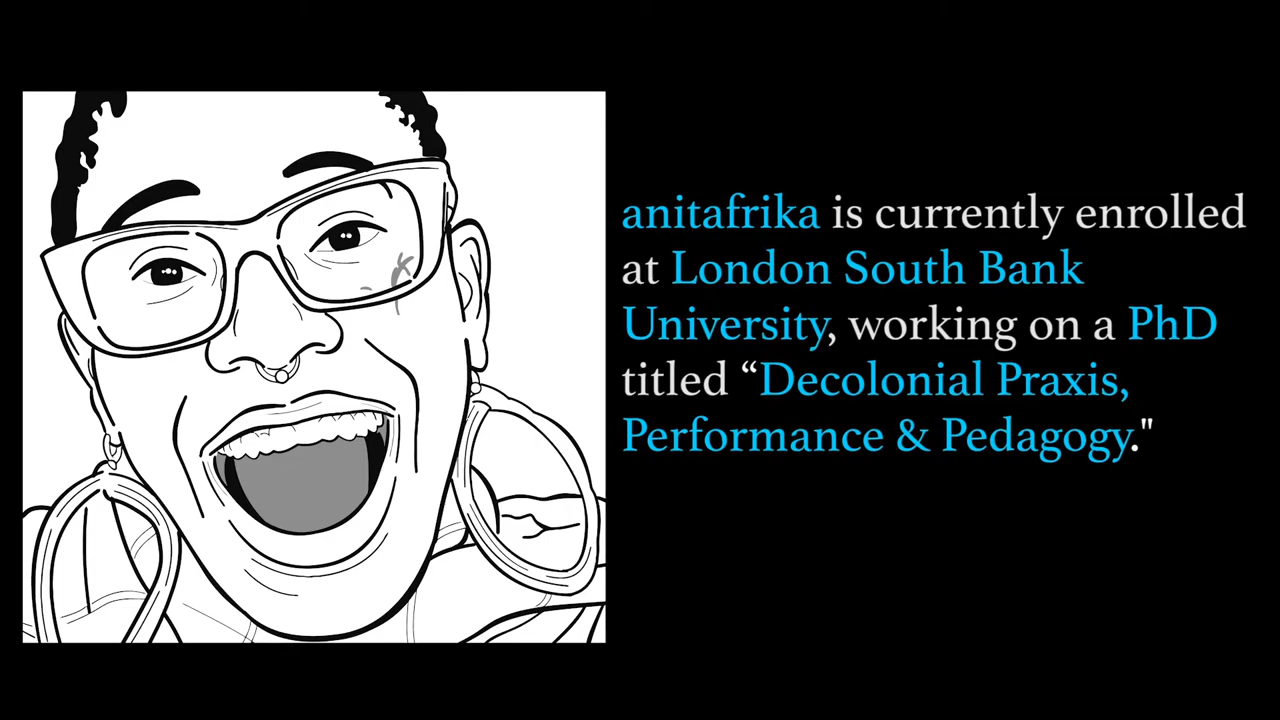 anitafrika is currently enrolled
at London South Bank
University, working on a PhD
titled “Decolonial Praxis,
Performance & Pedagogy."